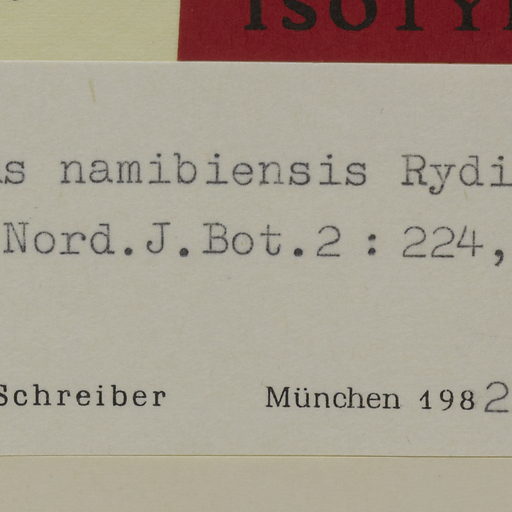 ISOTY
s namibiensis Rydi
Nord.J.Bot.2 : 224,
Schreiber München 1982